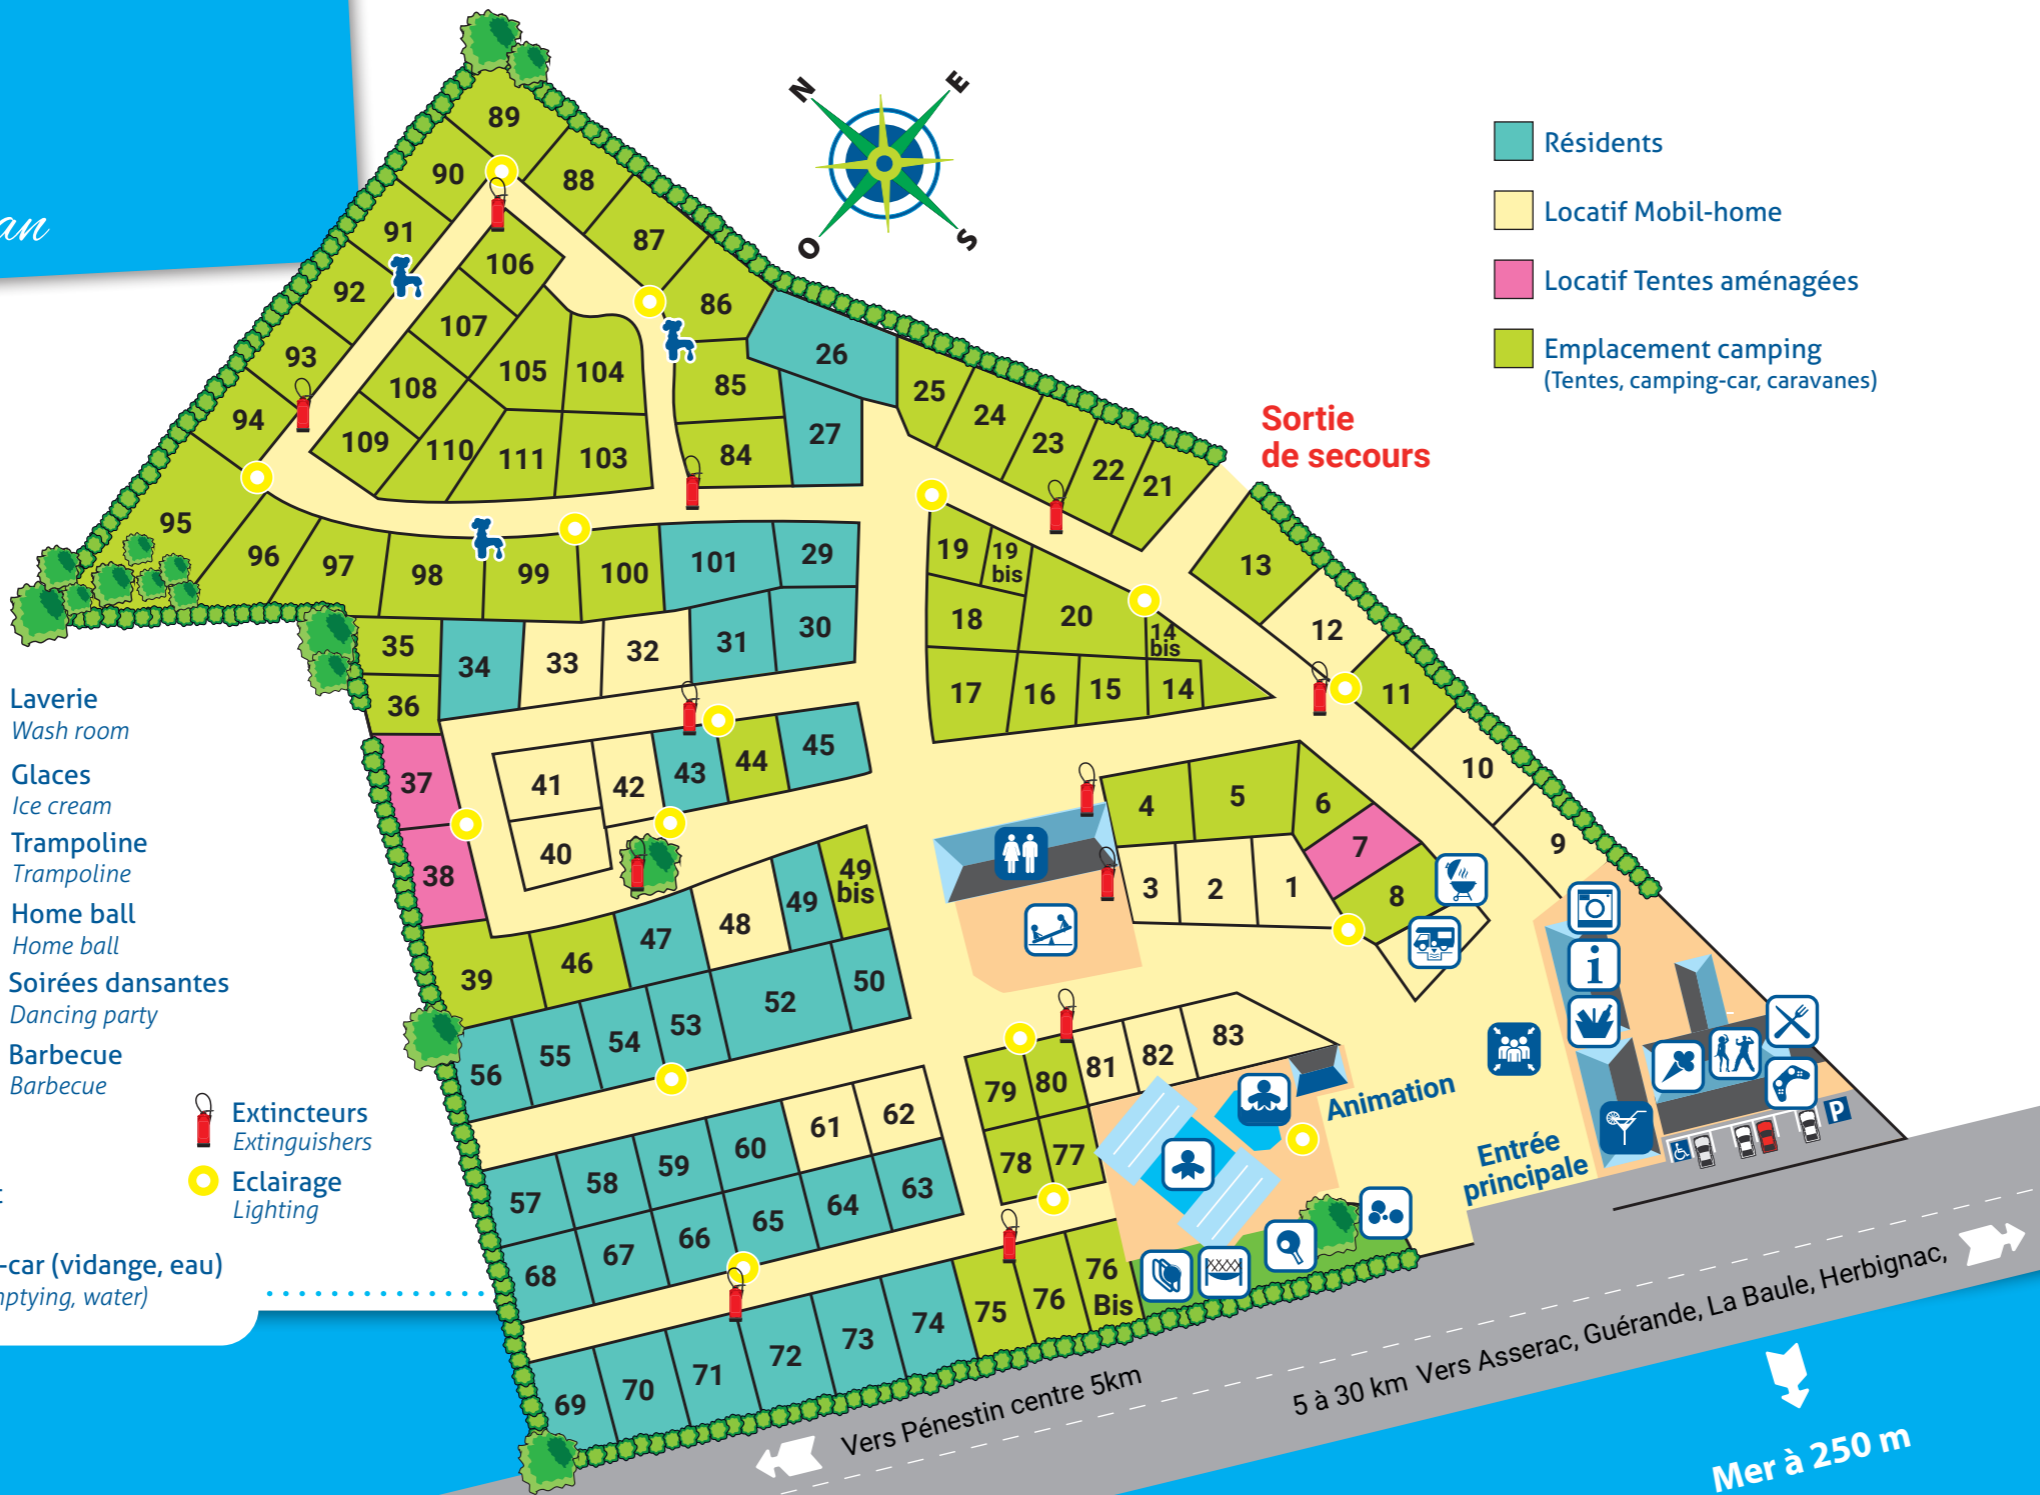 an
N
E
O
S
Résidents
Locatif Mobil-home
Locatif Tentes aménagées
Emplacement camping
(Tentes, camping-car, caravanes)
Sortie
de secours
89
90
88
91
87
106
92
86
107
26
93
105
104
85
108
25
94
24
27
109
110
111
103
84
23
22
21
95
96
97
98
99
100
101
29
19
19
bis
13
18
20
14
bis
12
35
34
33
32
31
30
36
17
16
15
14
11
37
41
42
43
44
45
10
40
38
4
5
6
7
9
3
2
1
8
39
46
47
48
49
49
bis
56
55
54
53
52
50
79
80
81
82
83
78
77
57
58
59
60
61
62
68
67
66
65
64
63
69
70
71
72
73
74
75
76
76
Bis
i
P
Animation
Entrée
principale
Laverie
Wash room
Glaces
Ice cream
Trampoline
Trampoline
Home ball
Home ball
Soirées dansantes
Dancing party
Barbecue
Barbecue
Extincteurs
Extinguishers
Eclairage
Lighting
-car (vidange, eau)
nptying, water)
Vers Pénestin centre 5km
5 à 30 km Vers Asserac, Guérande, La Baule, Herbignac,
Mer à 250 m